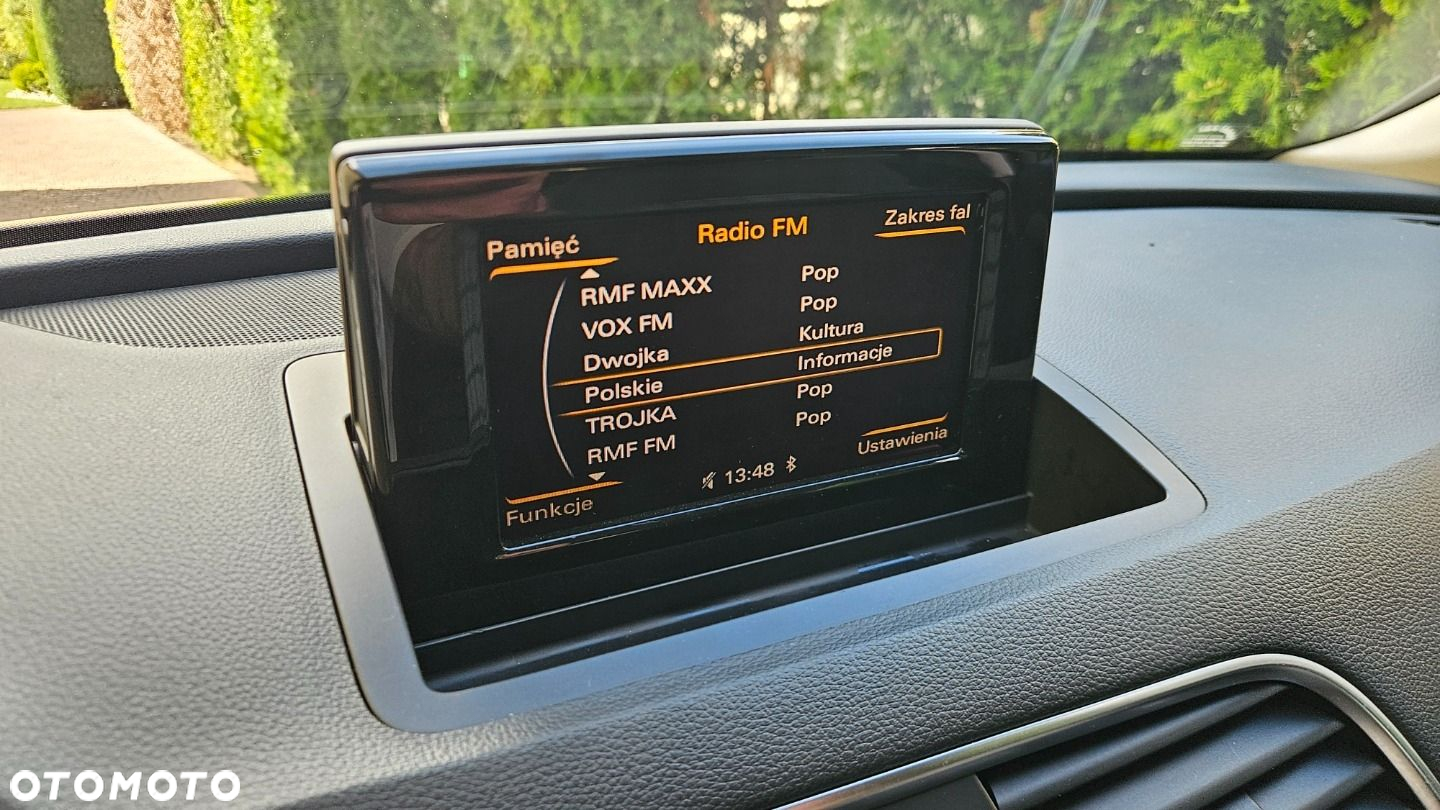 Pamięć
Radio FM
Zakres fal
RMF MAXX Pop
VOX FM Pop
Dwojka Kultura
Polskie Informacje
TROJKA Pop
RMF FM Pop
Funkcje
13:48
Ustawienia
OTOMOTO